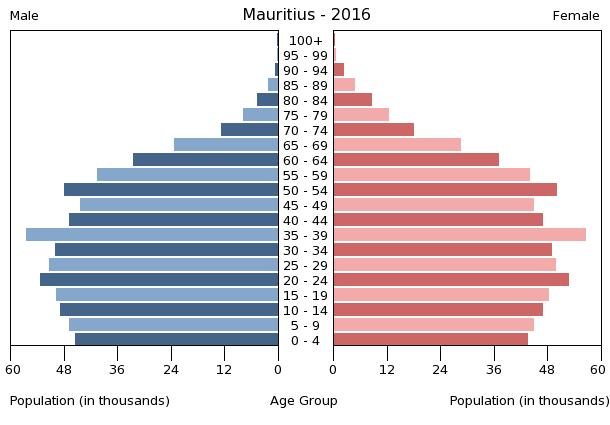 Male Mauritius - 2016 Female
100+
95 - 99
90 - 94
85 - 89
80 - 84
75 - 79
70 - 74
65 - 69
60 - 64
55 - 59
50 - 54
45 - 49
40 - 44
35 - 39
30 - 34
25 - 29
20 - 24
15 - 19
10 - 14
5 - 9
0 - 4
60 48 36 24 12 0 0 12 24 36 48 60
Population (in thousands) Age Group Population (in thousands)